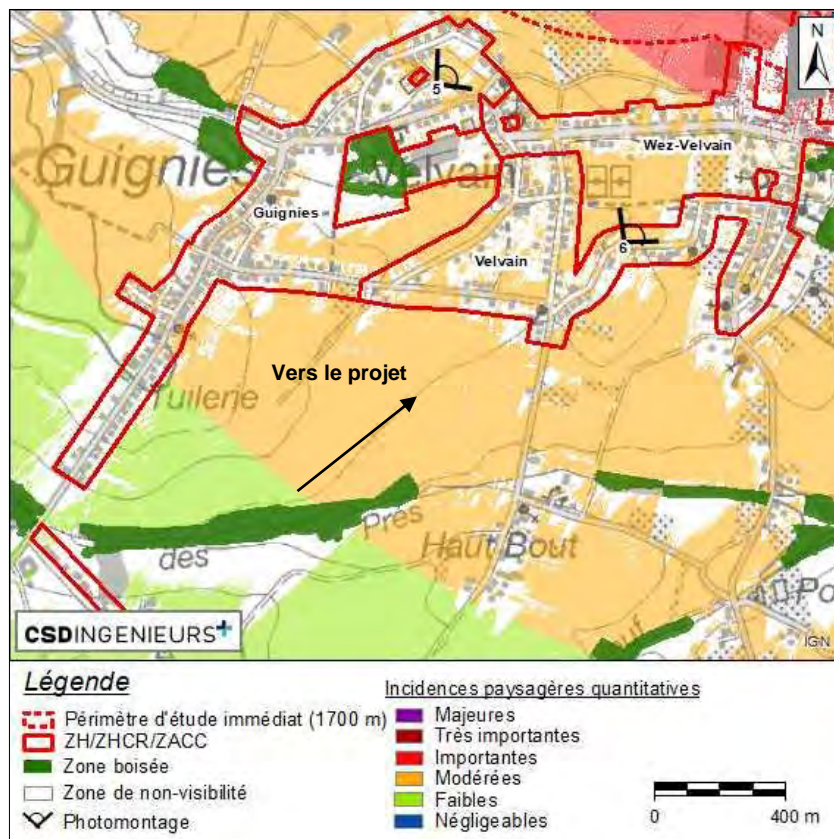 N
5
Wez-Velvain
Guignies
Velvain
Guignies
Velvain
6
Vers le projet
Tuilerie
Près
des
Haut Bout
CSDINGENIEURS+
IGN
Légende
Périmètre d'étude immédiat (1700 m)
ZH/ZHCR/ZACC
Zone boisée
Zone de non-visibilité
Photomontage
Incidences paysagères quantitatives
Majeures
Très importantes
Importantes
Modérées
Faibles
Négligeables
0 400 m